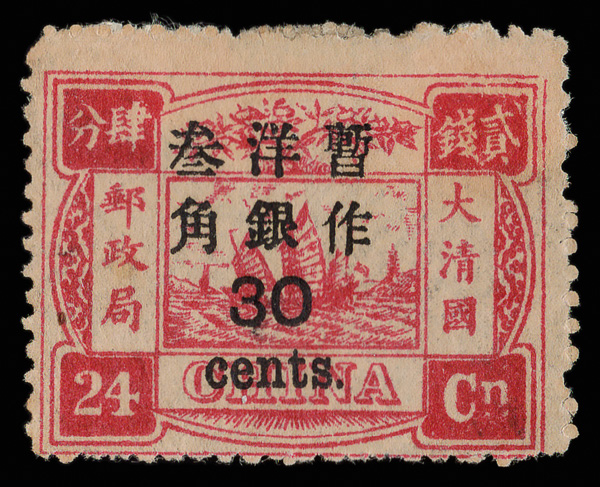 貳錢
肆分
大清國
郵政局
暫作
洋銀
叁角
30
cents.
CHINA
24
Cn